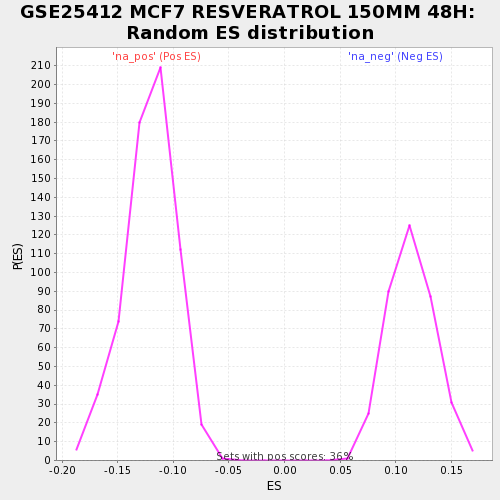 GSE25412 MCF7 RESVERATROL 150MM 48H:
Random ES distribution
'na_pos' (Pos ES)
'na_neg' (Neg ES)
210
200
190
180
170
160
150
140
130
120
110
100
90
80
70
60
50
40
30
20
10
0
P(ES)
Sets with pos scores: 36%
-0.20 -0.15 -0.10 -0.05 0.00 0.05 0.10 0.15
ES